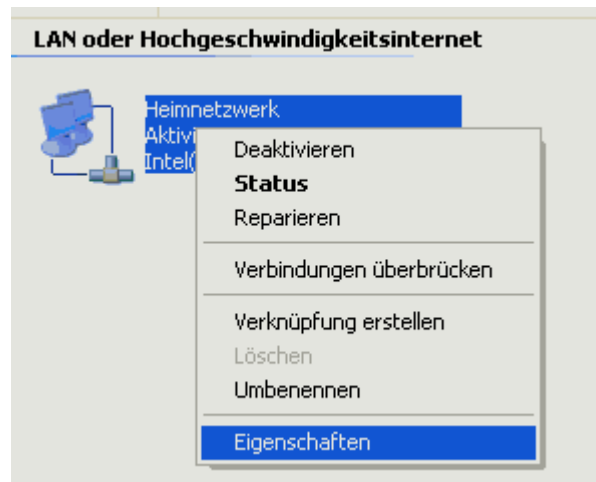 LAN oder Hochgeschwindigkeitsinternet
Heimnetzwerk
Deaktivieren
Status
Reparieren
Verbindungen überbrücken
Verknüpfung erstellen
Löschen
Umbenennen
Eigenschaften